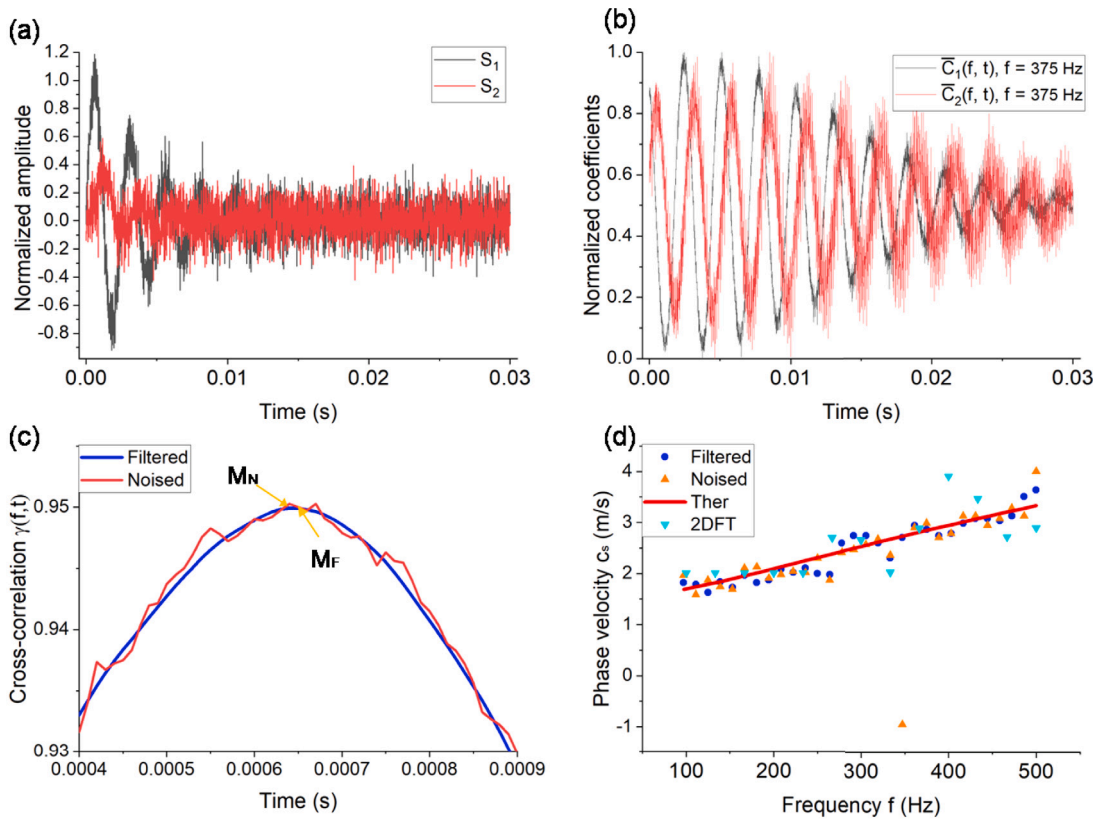 (a)
1.2
1.0
0.8
0.6
0.4
0.2
0.0
-0.2
-0.4
-0.6
-0.8
Normalized amplitude
S1
S2
0.00
0.01
0.02
0.03
Time (s)
(b)
1.0
0.8
0.6
0.4
0.2
0.0
Normalized coefficients
C̅1(f, t), f = 375 Hz
C̅2(f, t), f = 375 Hz
0.00
0.01
0.02
0.03
Time (s)
(c)
Filtered
Noised
MN
MF
0.95
0.94
0.93
Cross-correlation γ(f,t)
0.0004
0.0005
0.0006
0.0007
0.0008
0.0009
Time (s)
(d)
Filtered
Noised
Ther
2DFT
4
3
2
1
0
-1
Phase velocity cs (m/s)
100
200
300
400
500
Frequency f (Hz)